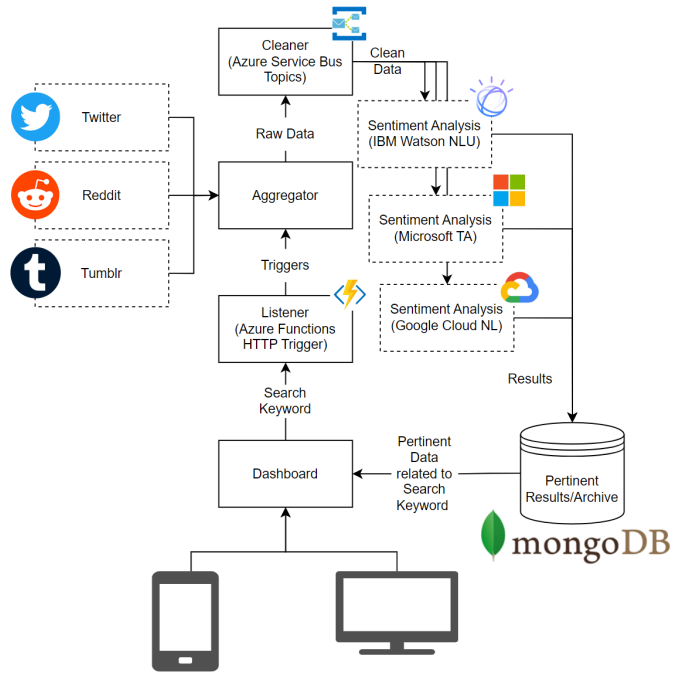 Cleaner
(Azure Service Bus
Topics)
Clean
Data
Twitter
Sentiment Analysis
(IBM Watson NLU)
Raw Data
Reddit
Aggregator
Sentiment Analysis
(Microsoft TA)
Tumblr
Triggers
Listener
(Azure Functions
HTTP Trigger)
Sentiment Analysis
(Google Cloud NL)
Results
Search
Keyword
Dashboard
Pertinent
Data
related to
Search
Keyword
Pertinent
Results/Archive
mongoDB